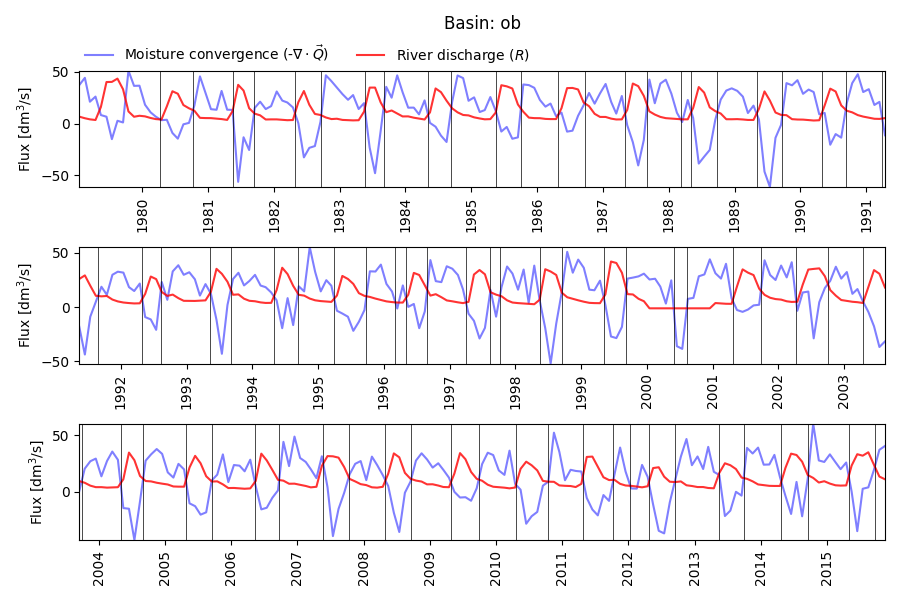 Basin: ob
Moisture convergence (-∇ · Q⃗) River discharge (R)
Flux [dm³/s]
50
0
−50
1980 1981 1982 1983 1984 1985 1986 1987 1988 1989 1990 1991
Flux [dm³/s]
50
0
−50
1992 1993 1994 1995 1996 1997 1998 1999 2000 2001 2002 2003
Flux [dm³/s]
50
0
2004 2005 2006 2007 2008 2009 2010 2011 2012 2013 2014 2015